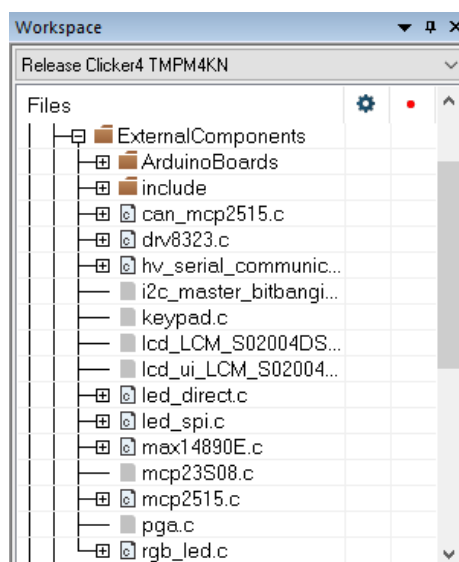 Workspace
Release Clicker4 TMPM4KN
Files
ExternalComponents
ArduinoBoards
include
can_mcp2515.c
drv8323.c
hv_serial_communic...
i2c_master_bitbangi...
keypad.c
lcd_LCM_S02004DS...
lcd_ui_LCM_S02004...
led_direct.c
led_spi.c
max14890E.c
mcp23S08.c
mcp2515.c
pga.c
rgb_led.c